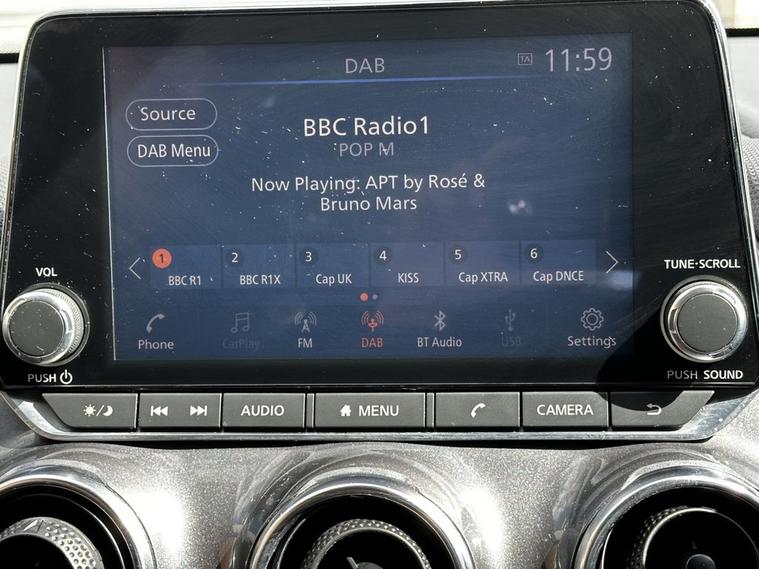 DAB
TA 11:59
Source
BBC Radio1
POP M
DAB Menu
Now Playing: APT by Rosé &
Bruno Mars
1 2 3 4 5 6
BBC R1 BBC R1X Cap UK KISS Cap XTRA Cap DNCE
VOL
TUNE·SCROLL
Phone CarPlay FM DAB BT Audio USB Settings
PUSH
PUSH SOUND
AUDIO MENU CAMERA